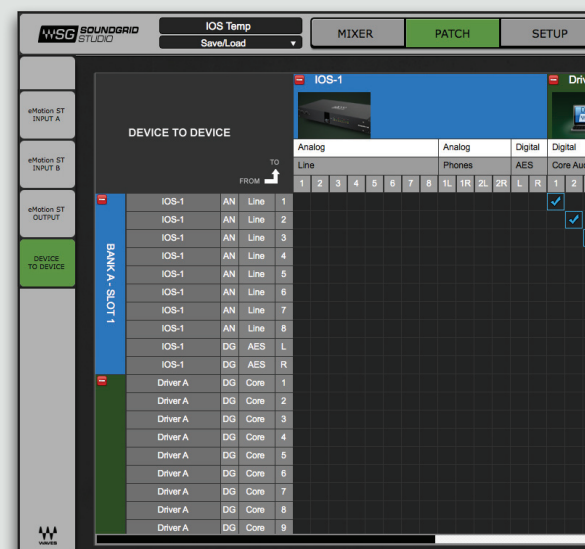 WSG SOUNDGRID STUDIO
IOS Temp
Save/Load
MIXER PATCH SETUP
eMotion ST INPUT A
eMotion ST INPUT B
eMotion ST OUTPUT
DEVICE TO DEVICE
DEVICE TO DEVICE
TO
FROM
IOS-1 Driv
Analog Analog Digital Digital
Line Phones AES Core Au
1 2 3 4 5 6 7 8 1L 1R 2L 2R L R 1 2
BANK A - SLOT 1
IOS-1 AN Line 1
IOS-1 AN Line 2
IOS-1 AN Line 3
IOS-1 AN Line 4
IOS-1 AN Line 5
IOS-1 AN Line 6
IOS-1 AN Line 7
IOS-1 AN Line 8
IOS-1 DG AES L
IOS-1 DG AES R
Driver A DG Core 1
Driver A DG Core 2
Driver A DG Core 3
Driver A DG Core 4
Driver A DG Core 5
Driver A DG Core 6
Driver A DG Core 7
Driver A DG Core 8
Driver A DG Core 9
WAVES